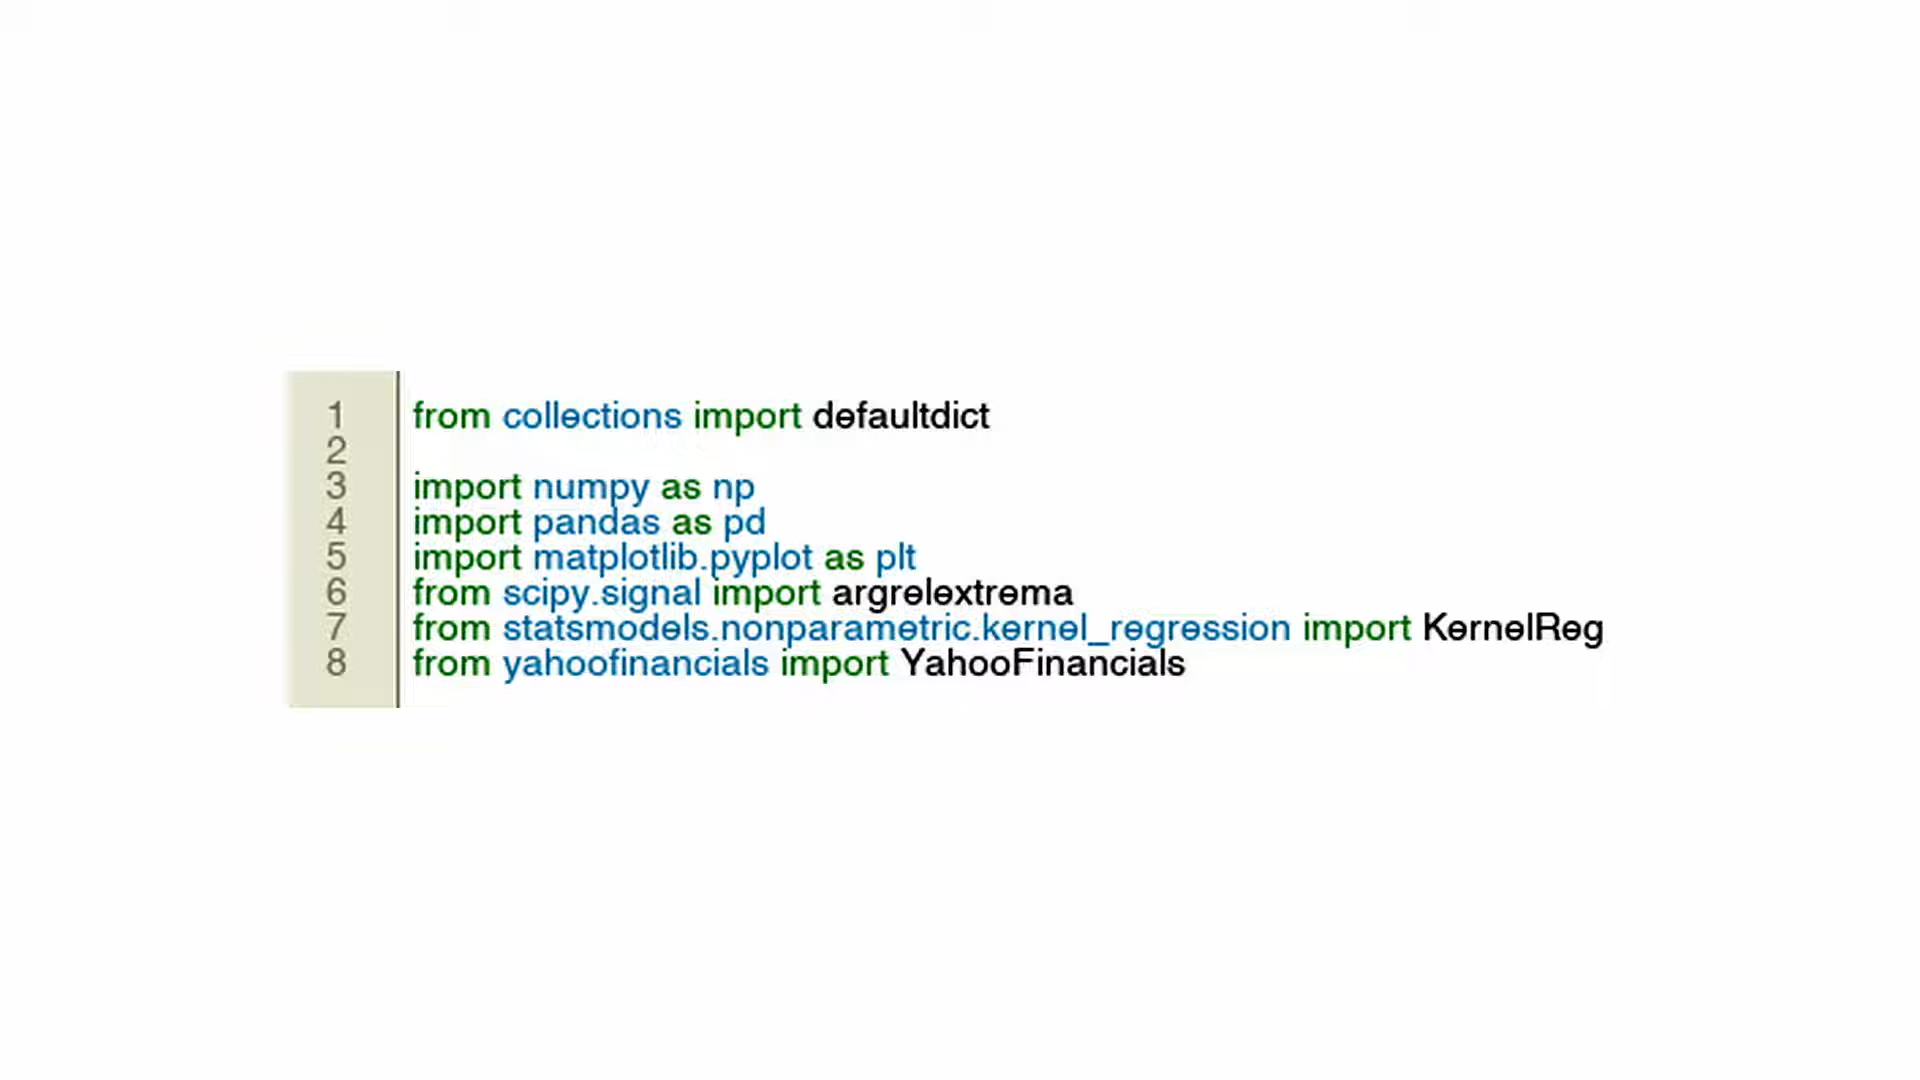 1 from collections import defaultdict
2
3 import numpy as np
4 import pandas as pd
5 import matplotlib.pyplot as plt
6 from scipy.signal import argrelextrema
7 from statsmodels.nonparametric.kernel_regression import KernelReg
8 from yahoofinancials import YahooFinancials